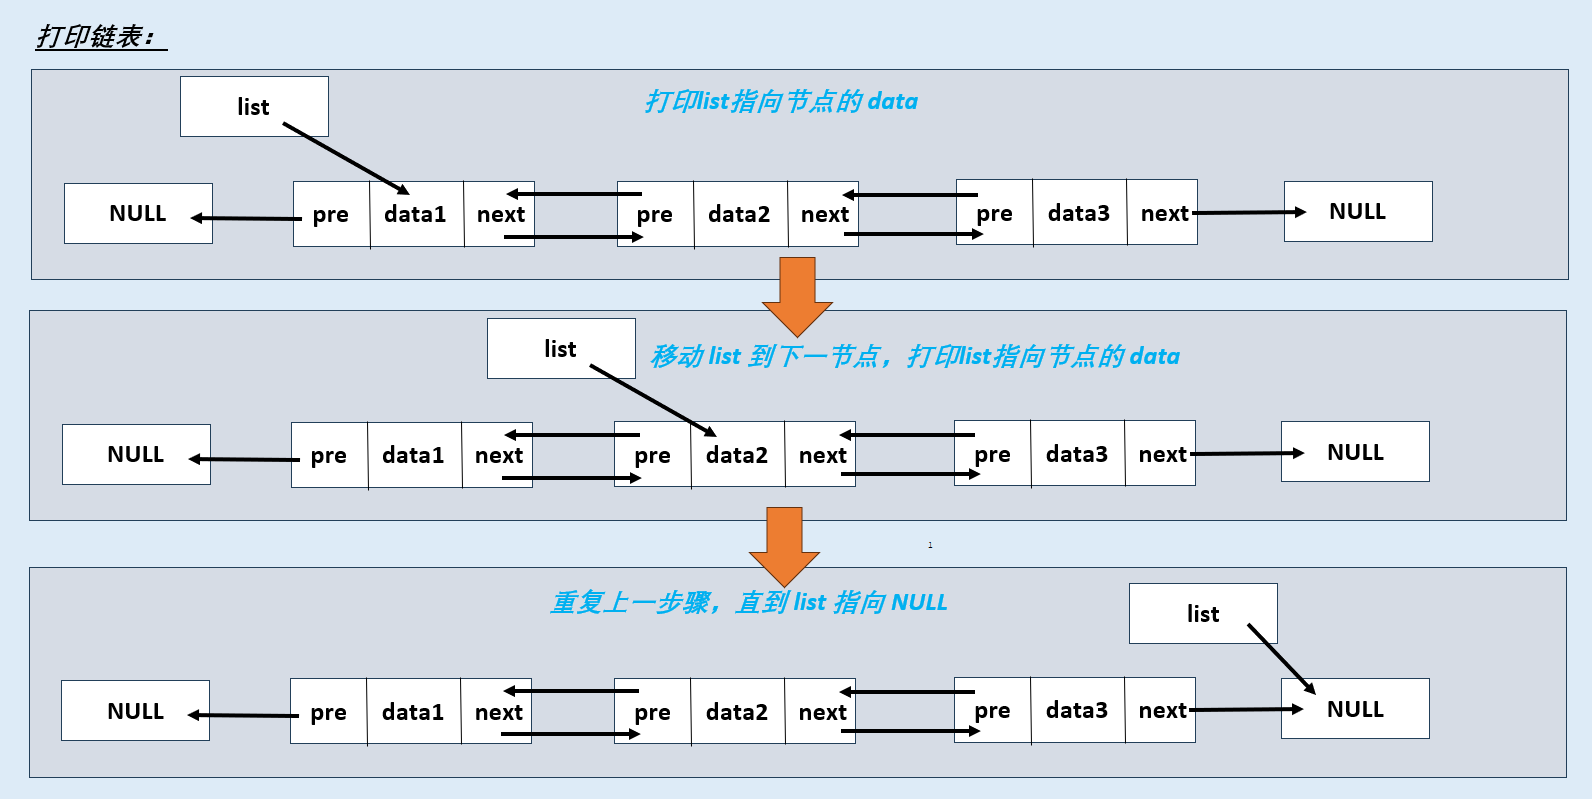 打印链表：
list
打印list指向节点的 data
NULL pre data1 next pre data2 next pre data3 next NULL
list
移动 list 到下一节点，打印list指向节点的 data
NULL pre data1 next pre data2 next pre data3 next NULL
1
重复上一步骤，直到 list 指向 NULL
list
NULL pre data1 next pre data2 next pre data3 next NULL